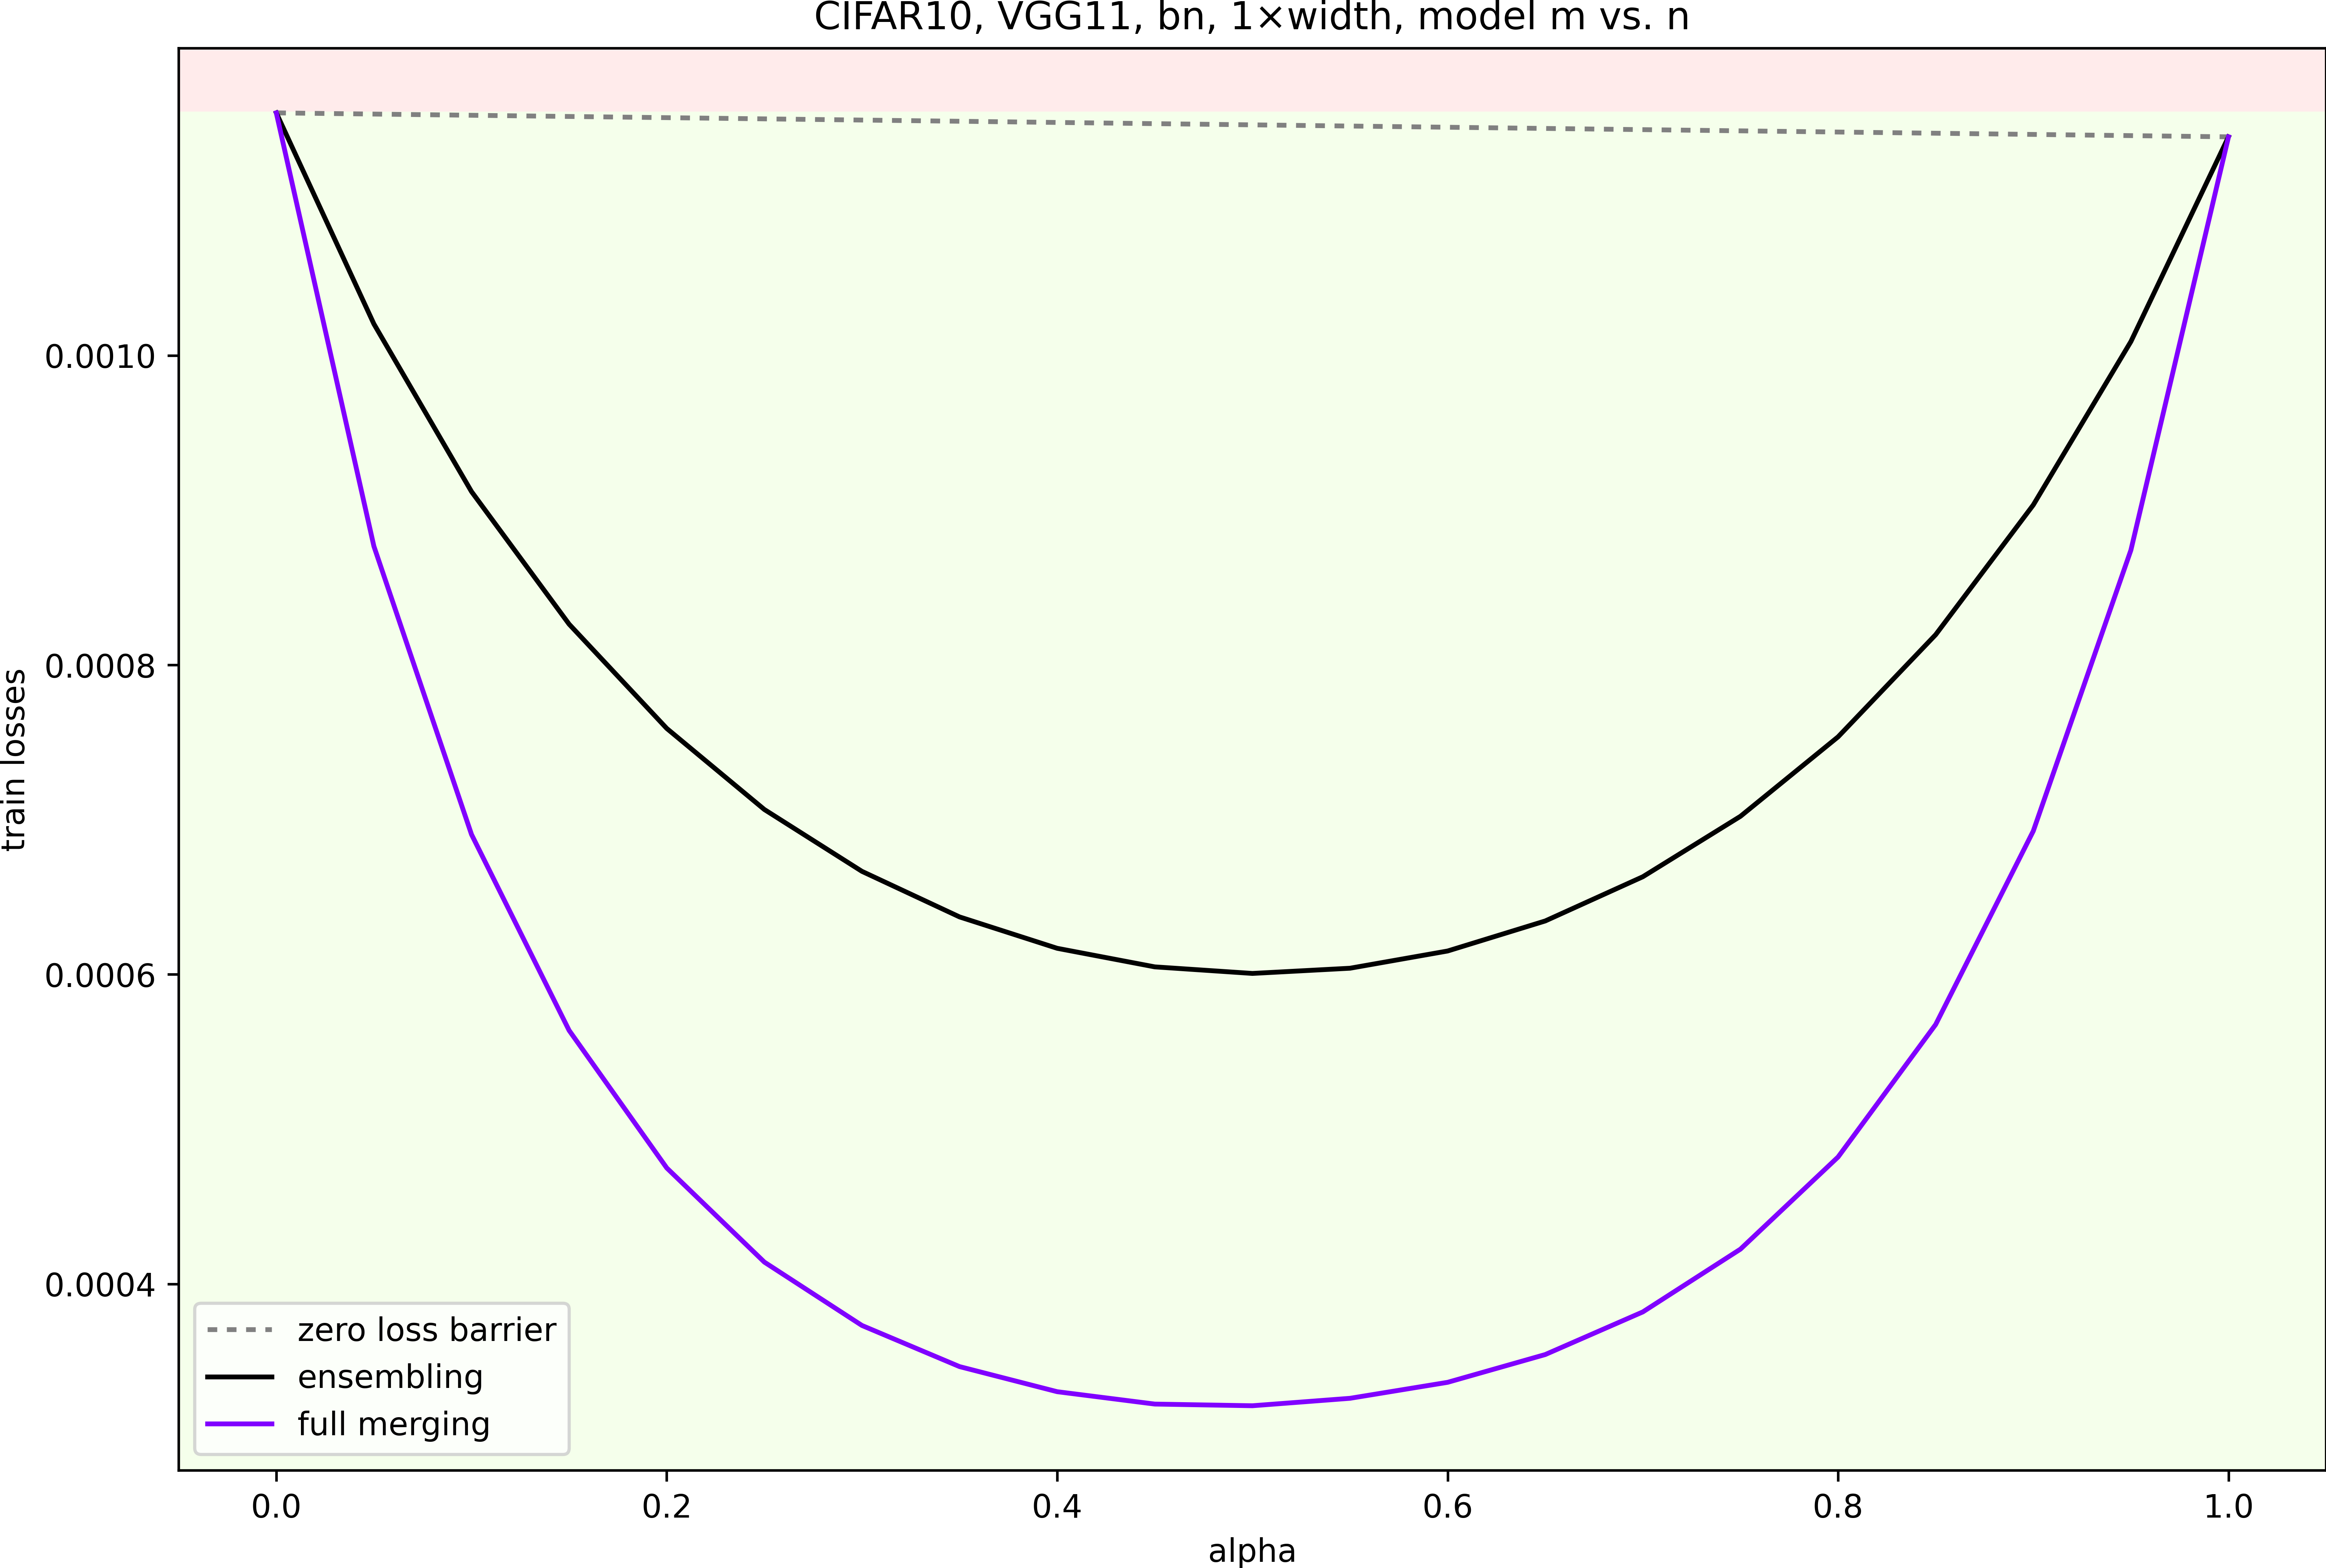 CIFAR10, VGG11, bn, 1×width, model m vs. n
train losses
0.0010
0.0008
0.0006
0.0004
zero loss barrier
ensembling
full merging
0.0 0.2 0.4 0.6 0.8 1.0
alpha